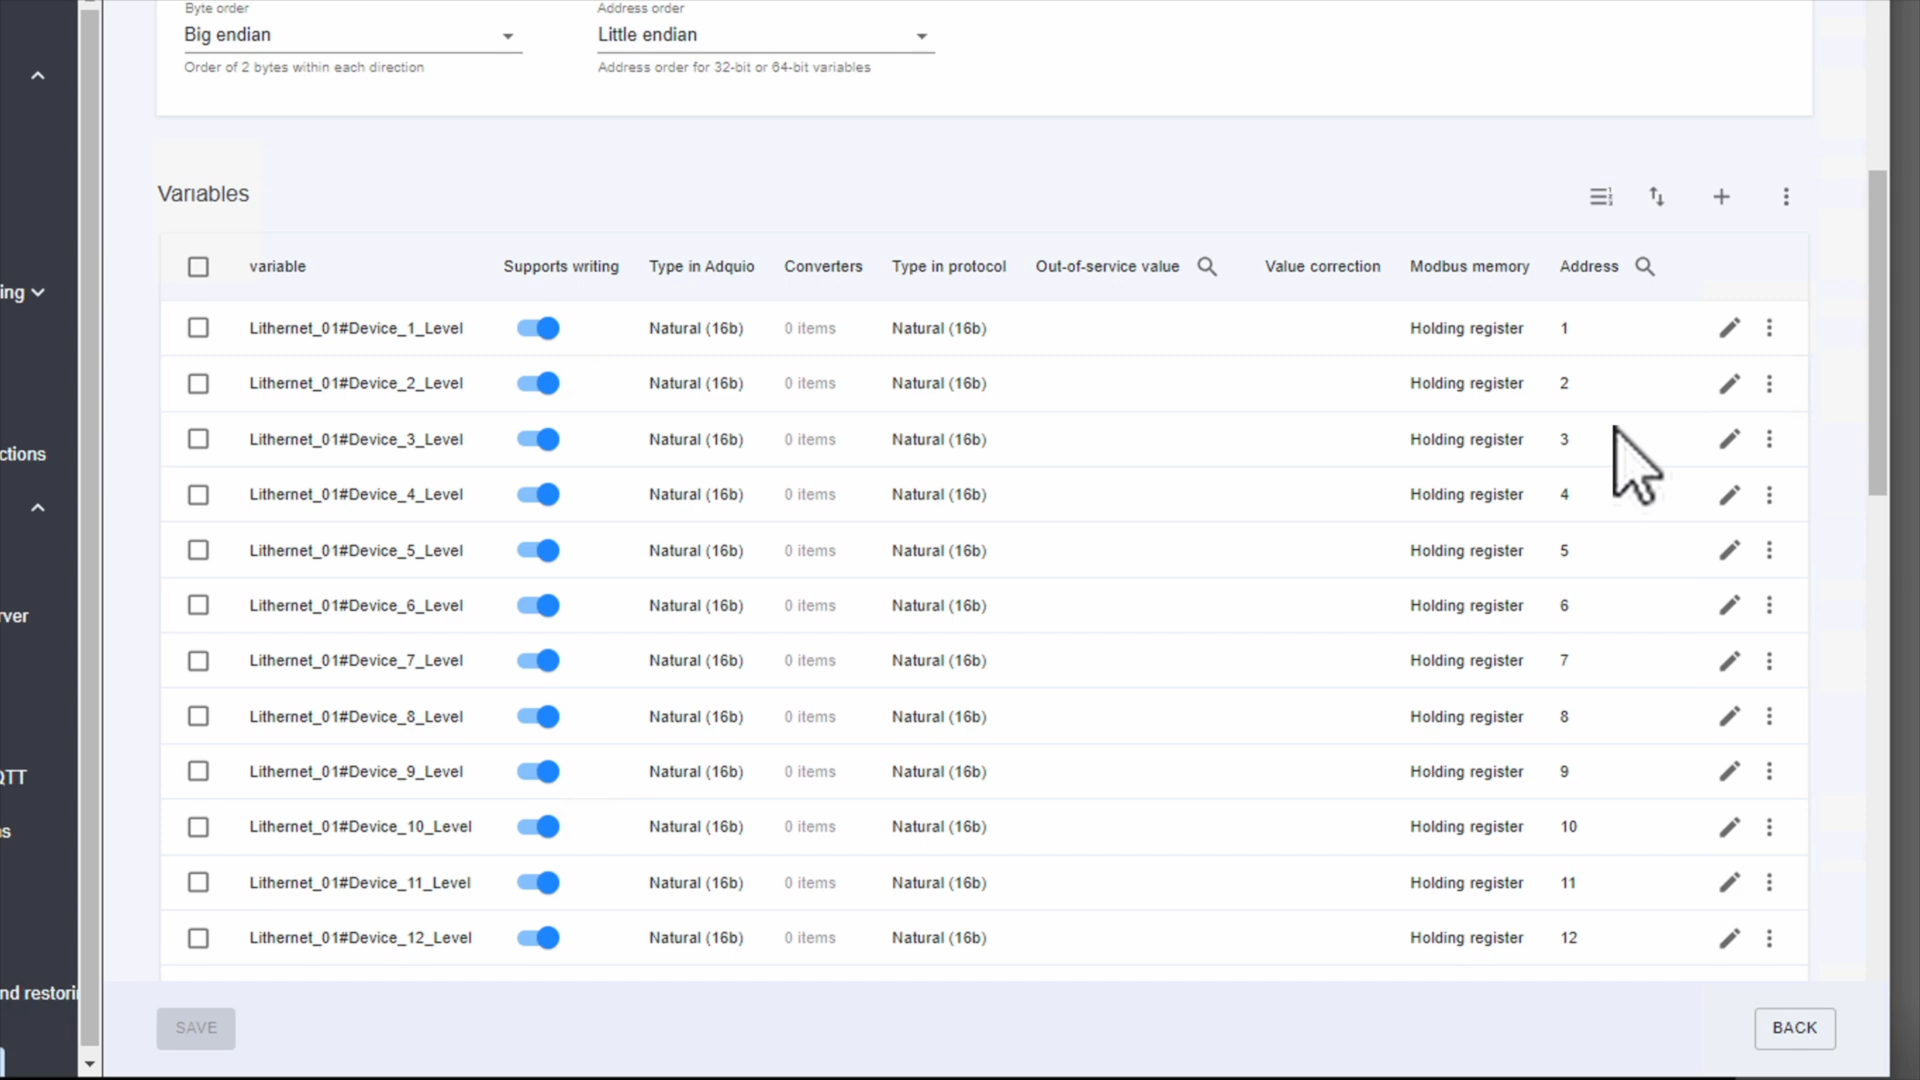 Byte order
Address order
Big endian
Little endian
Order of 2 bytes within each direction
Address order for 32-bit or 64-bit variables
ing
ctions
rver
QTT
s
nd restori
Variables
variable Supports writing Type in Adquio Converters Type in protocol Out-of-service value Value correction Modbus memory Address
Lithernet_01#Device_1_Level Natural (16b) 0 items Natural (16b) Holding register 1
Lithernet_01#Device_2_Level Natural (16b) 0 items Natural (16b) Holding register 2
Lithernet_01#Device_3_Level Natural (16b) 0 items Natural (16b) Holding register 3
Lithernet_01#Device_4_Level Natural (16b) 0 items Natural (16b) Holding register 4
Lithernet_01#Device_5_Level Natural (16b) 0 items Natural (16b) Holding register 5
Lithernet_01#Device_6_Level Natural (16b) 0 items Natural (16b) Holding register 6
Lithernet_01#Device_7_Level Natural (16b) 0 items Natural (16b) Holding register 7
Lithernet_01#Device_8_Level Natural (16b) 0 items Natural (16b) Holding register 8
Lithernet_01#Device_9_Level Natural (16b) 0 items Natural (16b) Holding register 9
Lithernet_01#Device_10_Level Natural (16b) 0 items Natural (16b) Holding register 10
Lithernet_01#Device_11_Level Natural (16b) 0 items Natural (16b) Holding register 11
Lithernet_01#Device_12_Level Natural (16b) 0 items Natural (16b) Holding register 12
SAVE
BACK